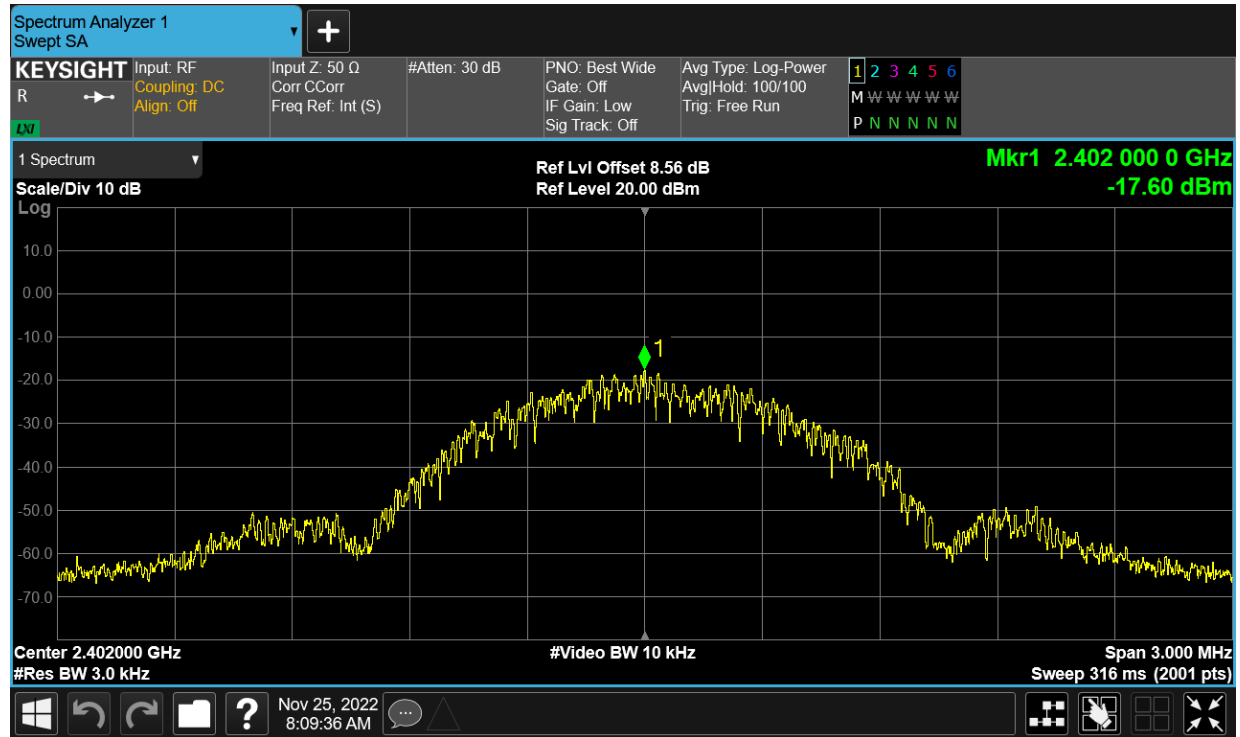 Spectrum Analyzer 1
Swept SA
+
KEYSIGHT
R
LXI
Input: RF
Coupling: DC
Align: Off
Input Z: 50 Ω
Corr CCorr
Freq Ref: Int (S)
#Atten: 30 dB
PNO: Best Wide
Gate: Off
IF Gain: Low
Sig Track: Off
Avg Type: Log-Power
Avg|Hold: 100/100
Trig: Free Run
1 2 3 4 5 6
M W W W W W
P N N N N N
1 Spectrum
Scale/Div 10 dB
Log
Ref Lvl Offset 8.56 dB
Ref Level 20.00 dBm
Mkr1 2.402 000 0 GHz
-17.60 dBm
10.0
0.00
-10.0
-20.0
-30.0
-40.0
-50.0
-60.0
-70.0
1
Center 2.402000 GHz
#Res BW 3.0 kHz
#Video BW 10 kHz
Span 3.000 MHz
Sweep 316 ms (2001 pts)
?
Nov 25, 2022
8:09:36 AM